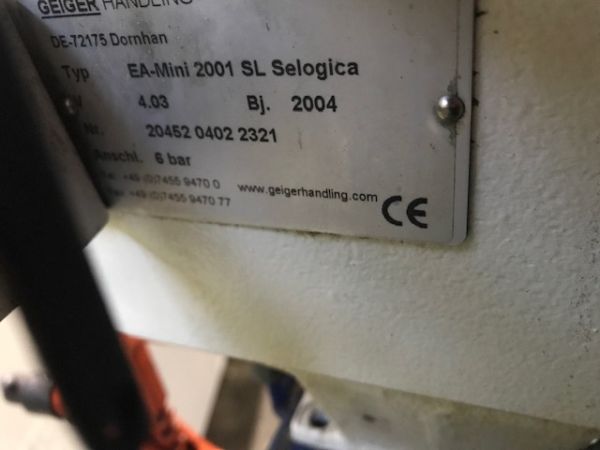 GEIGER HANDLING
DE-72175 Dornhan
Typ EA-Mini 2001 SL Selogica
V 4.03 Bj. 2004
Nr. 20452 0402 2321
Anschl. 6 bar
+49 (0)7455 9470 0
+49 (0)7455 9470 77
www.geigerhandling.com
CE